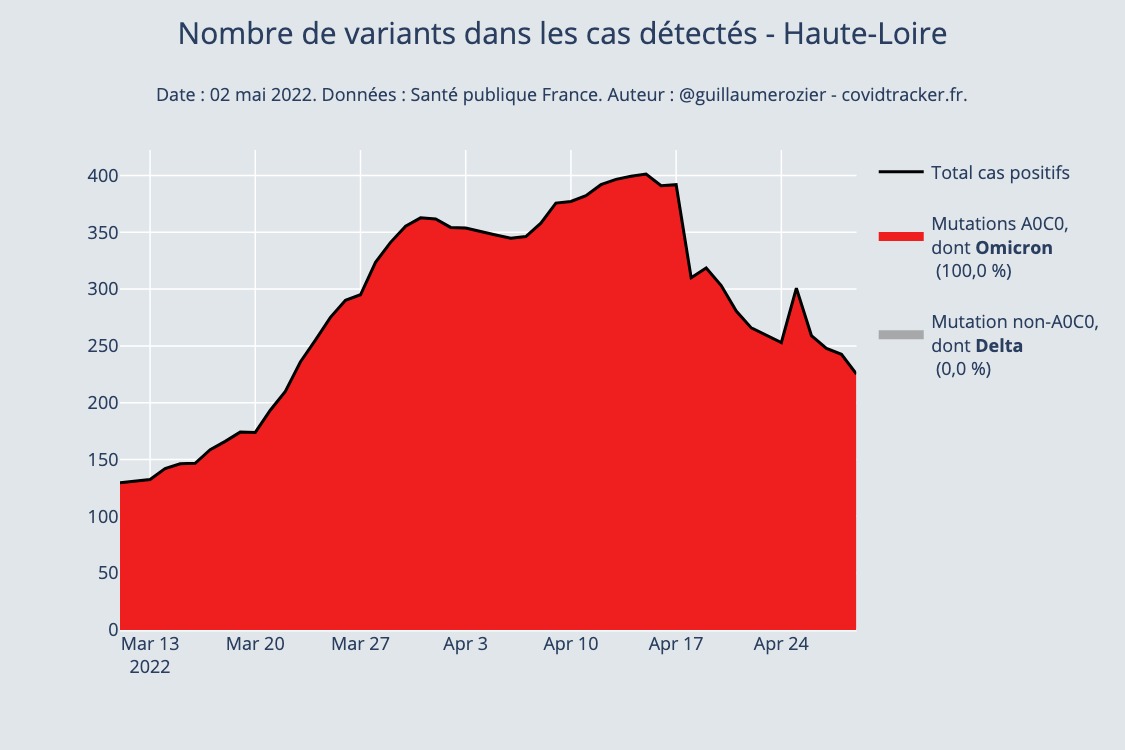 Nombre de variants dans les cas détectés - Haute-Loire
Date : 02 mai 2022. Données : Santé publique France. Auteur : @guillaumerozier - covidtracker.fr.
400
350
300
250
200
150
100
50
0
Mar 13
2022
Mar 20
Mar 27
Apr 3
Apr 10
Apr 17
Apr 24
Total cas positifs
Mutations A0C0,
dont Omicron
(100,0 %)
Mutation non-A0C0,
dont Delta
(0,0 %)